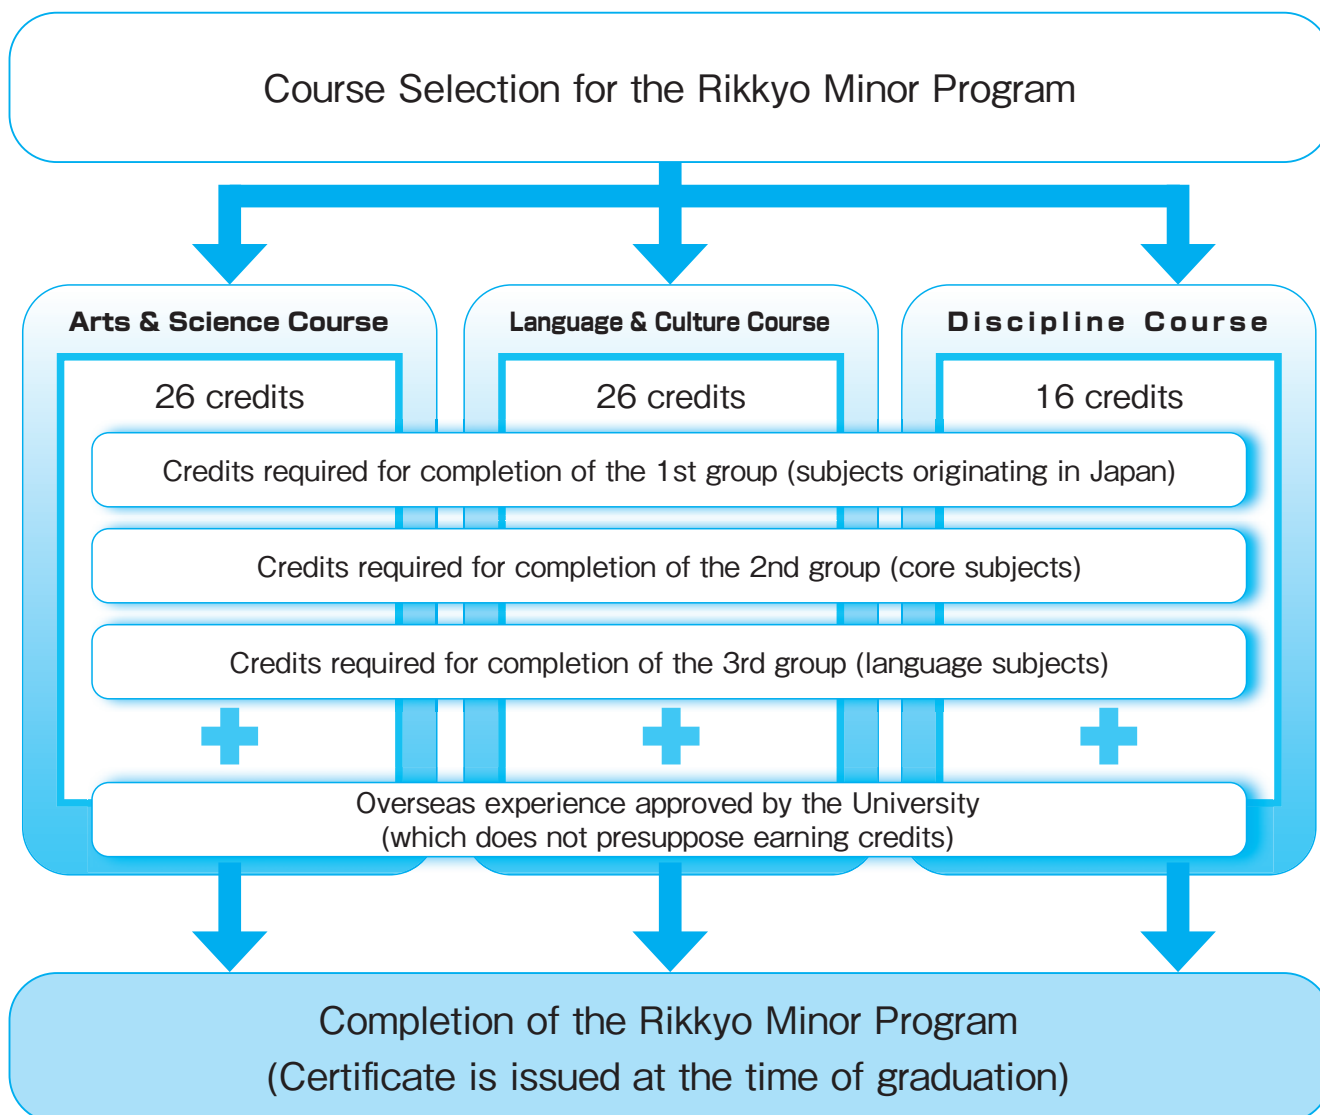 Course Selection for the Rikkyo Minor Program
Arts & Science Course
Language & Culture Course
Discipline Course
26 credits
26 credits
16 credits
Credits required for completion of the 1st group (subjects originating in Japan)
Credits required for completion of the 2nd group (core subjects)
Credits required for completion of the 3rd group (language subjects)
Overseas experience approved by the University
(which does not presuppose earning credits)
Completion of the Rikkyo Minor Program
(Certificate is issued at the time of graduation)